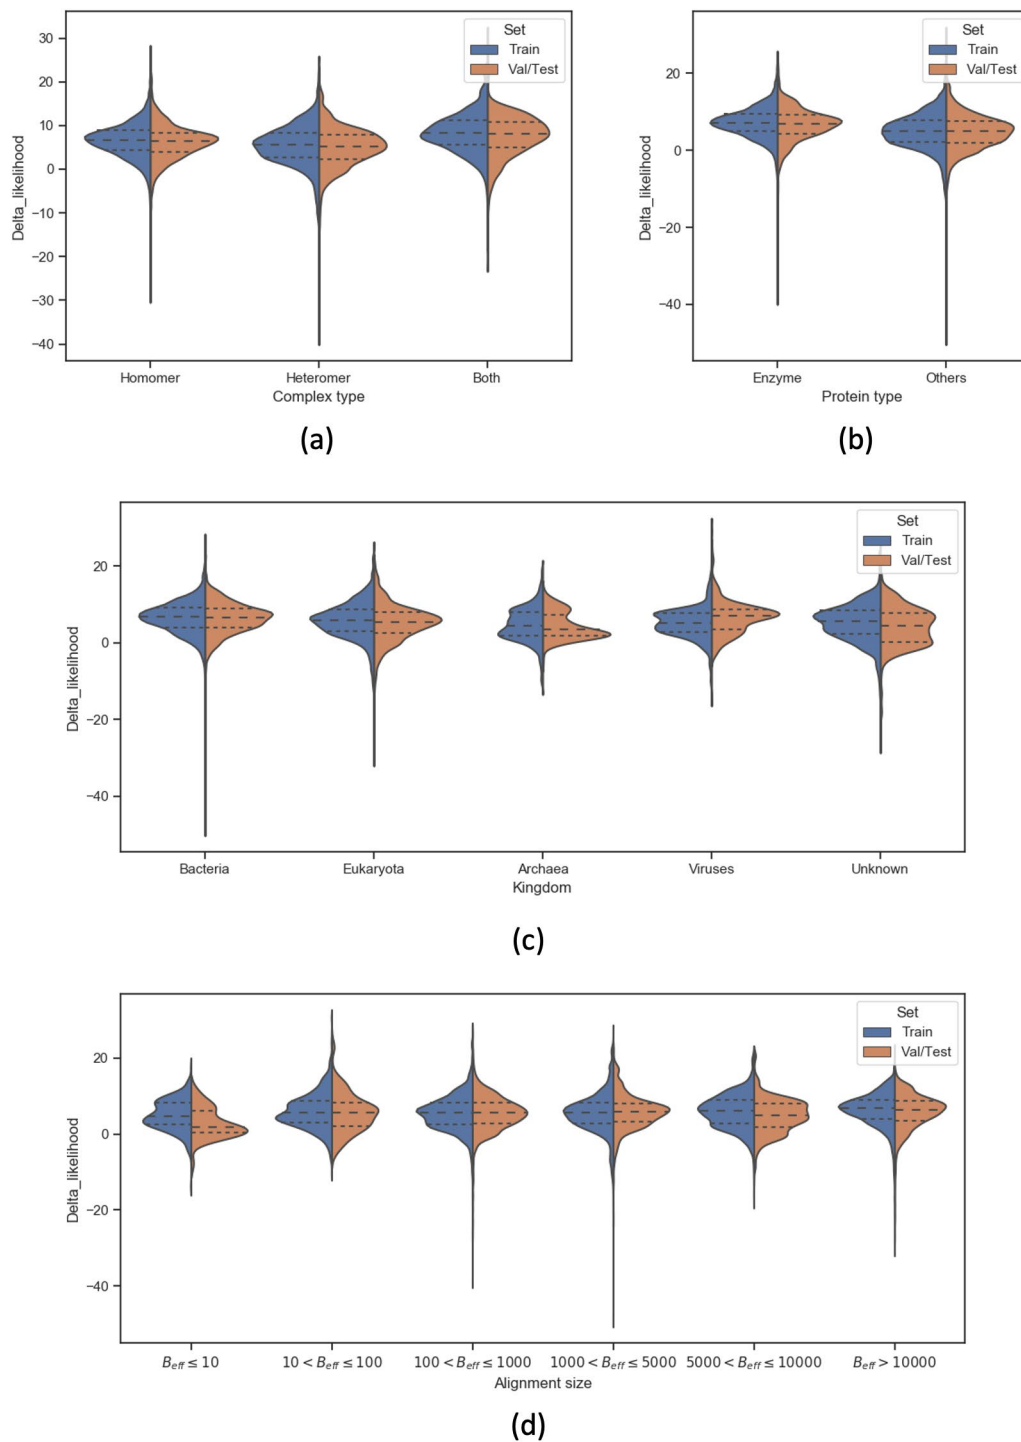 Set
Train
Val/Test
30
20
10
0
−10
−20
−30
−40
Delta_likelihood
Homomer Heteromer Both
Complex type
(a)
Set
Train
Val/Test
20
0
−20
−40
Delta_likelihood
Enzyme Others
Protein type
(b)
Set
Train
Val/Test
20
0
−20
−40
Delta_likelihood
Bacteria Eukaryota Archaea Viruses Unknown
Kingdom
(c)
Set
Train
Val/Test
20
0
−20
−40
Delta_likelihood
B_eff ≤ 10 10 < B_eff ≤ 100 100 < B_eff ≤ 1000 1000 < B_eff ≤ 5000 5000 < B_eff ≤ 10000 B_eff > 10000
Alignment size
(d)